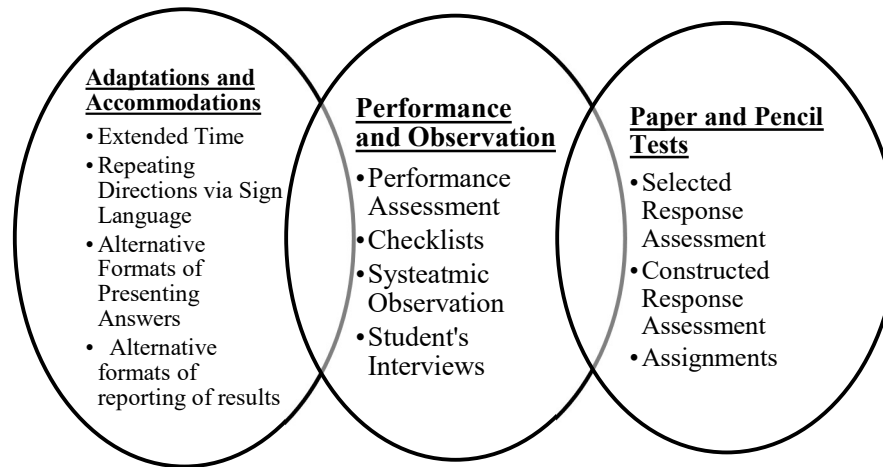 Adaptations and
Accommodations
•Extended Time
•Repeating
Directions via Sign
Language
•Alternative
Formats of
Presenting
Answers
• Alternative
formats of
reporting of results
Performance
and Observation
•Performance
Assessment
•Checklists
•Systeatmic
Observation
•Student's
Interviews
Paper and Pencil
Tests
•Selected
Response
Assessment
•Constructed
Response
Assessment
•Assignments